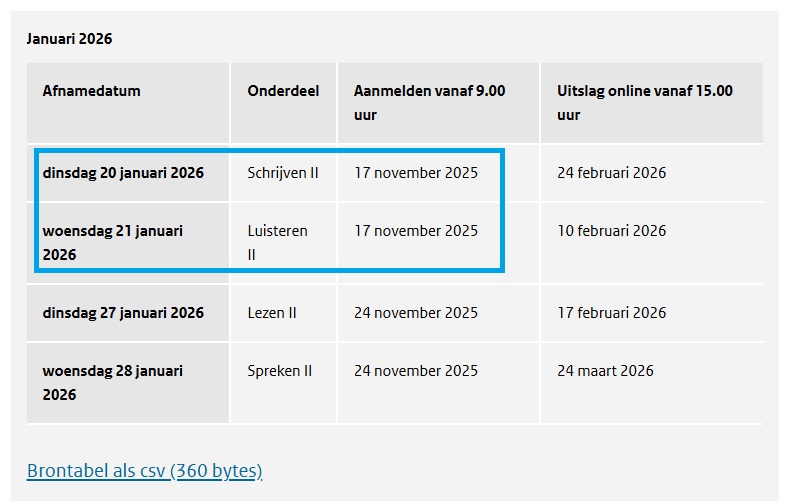 Januari 2026
Afnamedatum Onderdeel Aanmelden vanaf 9.00 uur Uitslag online vanaf 15.00 uur
dinsdag 20 januari 2026 Schrijven II 17 november 2025 24 februari 2026
woensdag 21 januari 2026 Luisteren II 17 november 2025 10 februari 2026
dinsdag 27 januari 2026 Lezen II 24 november 2025 17 februari 2026
woensdag 28 januari 2026 Spreken II 24 november 2025 24 maart 2026
Brontabel als csv (360 bytes)